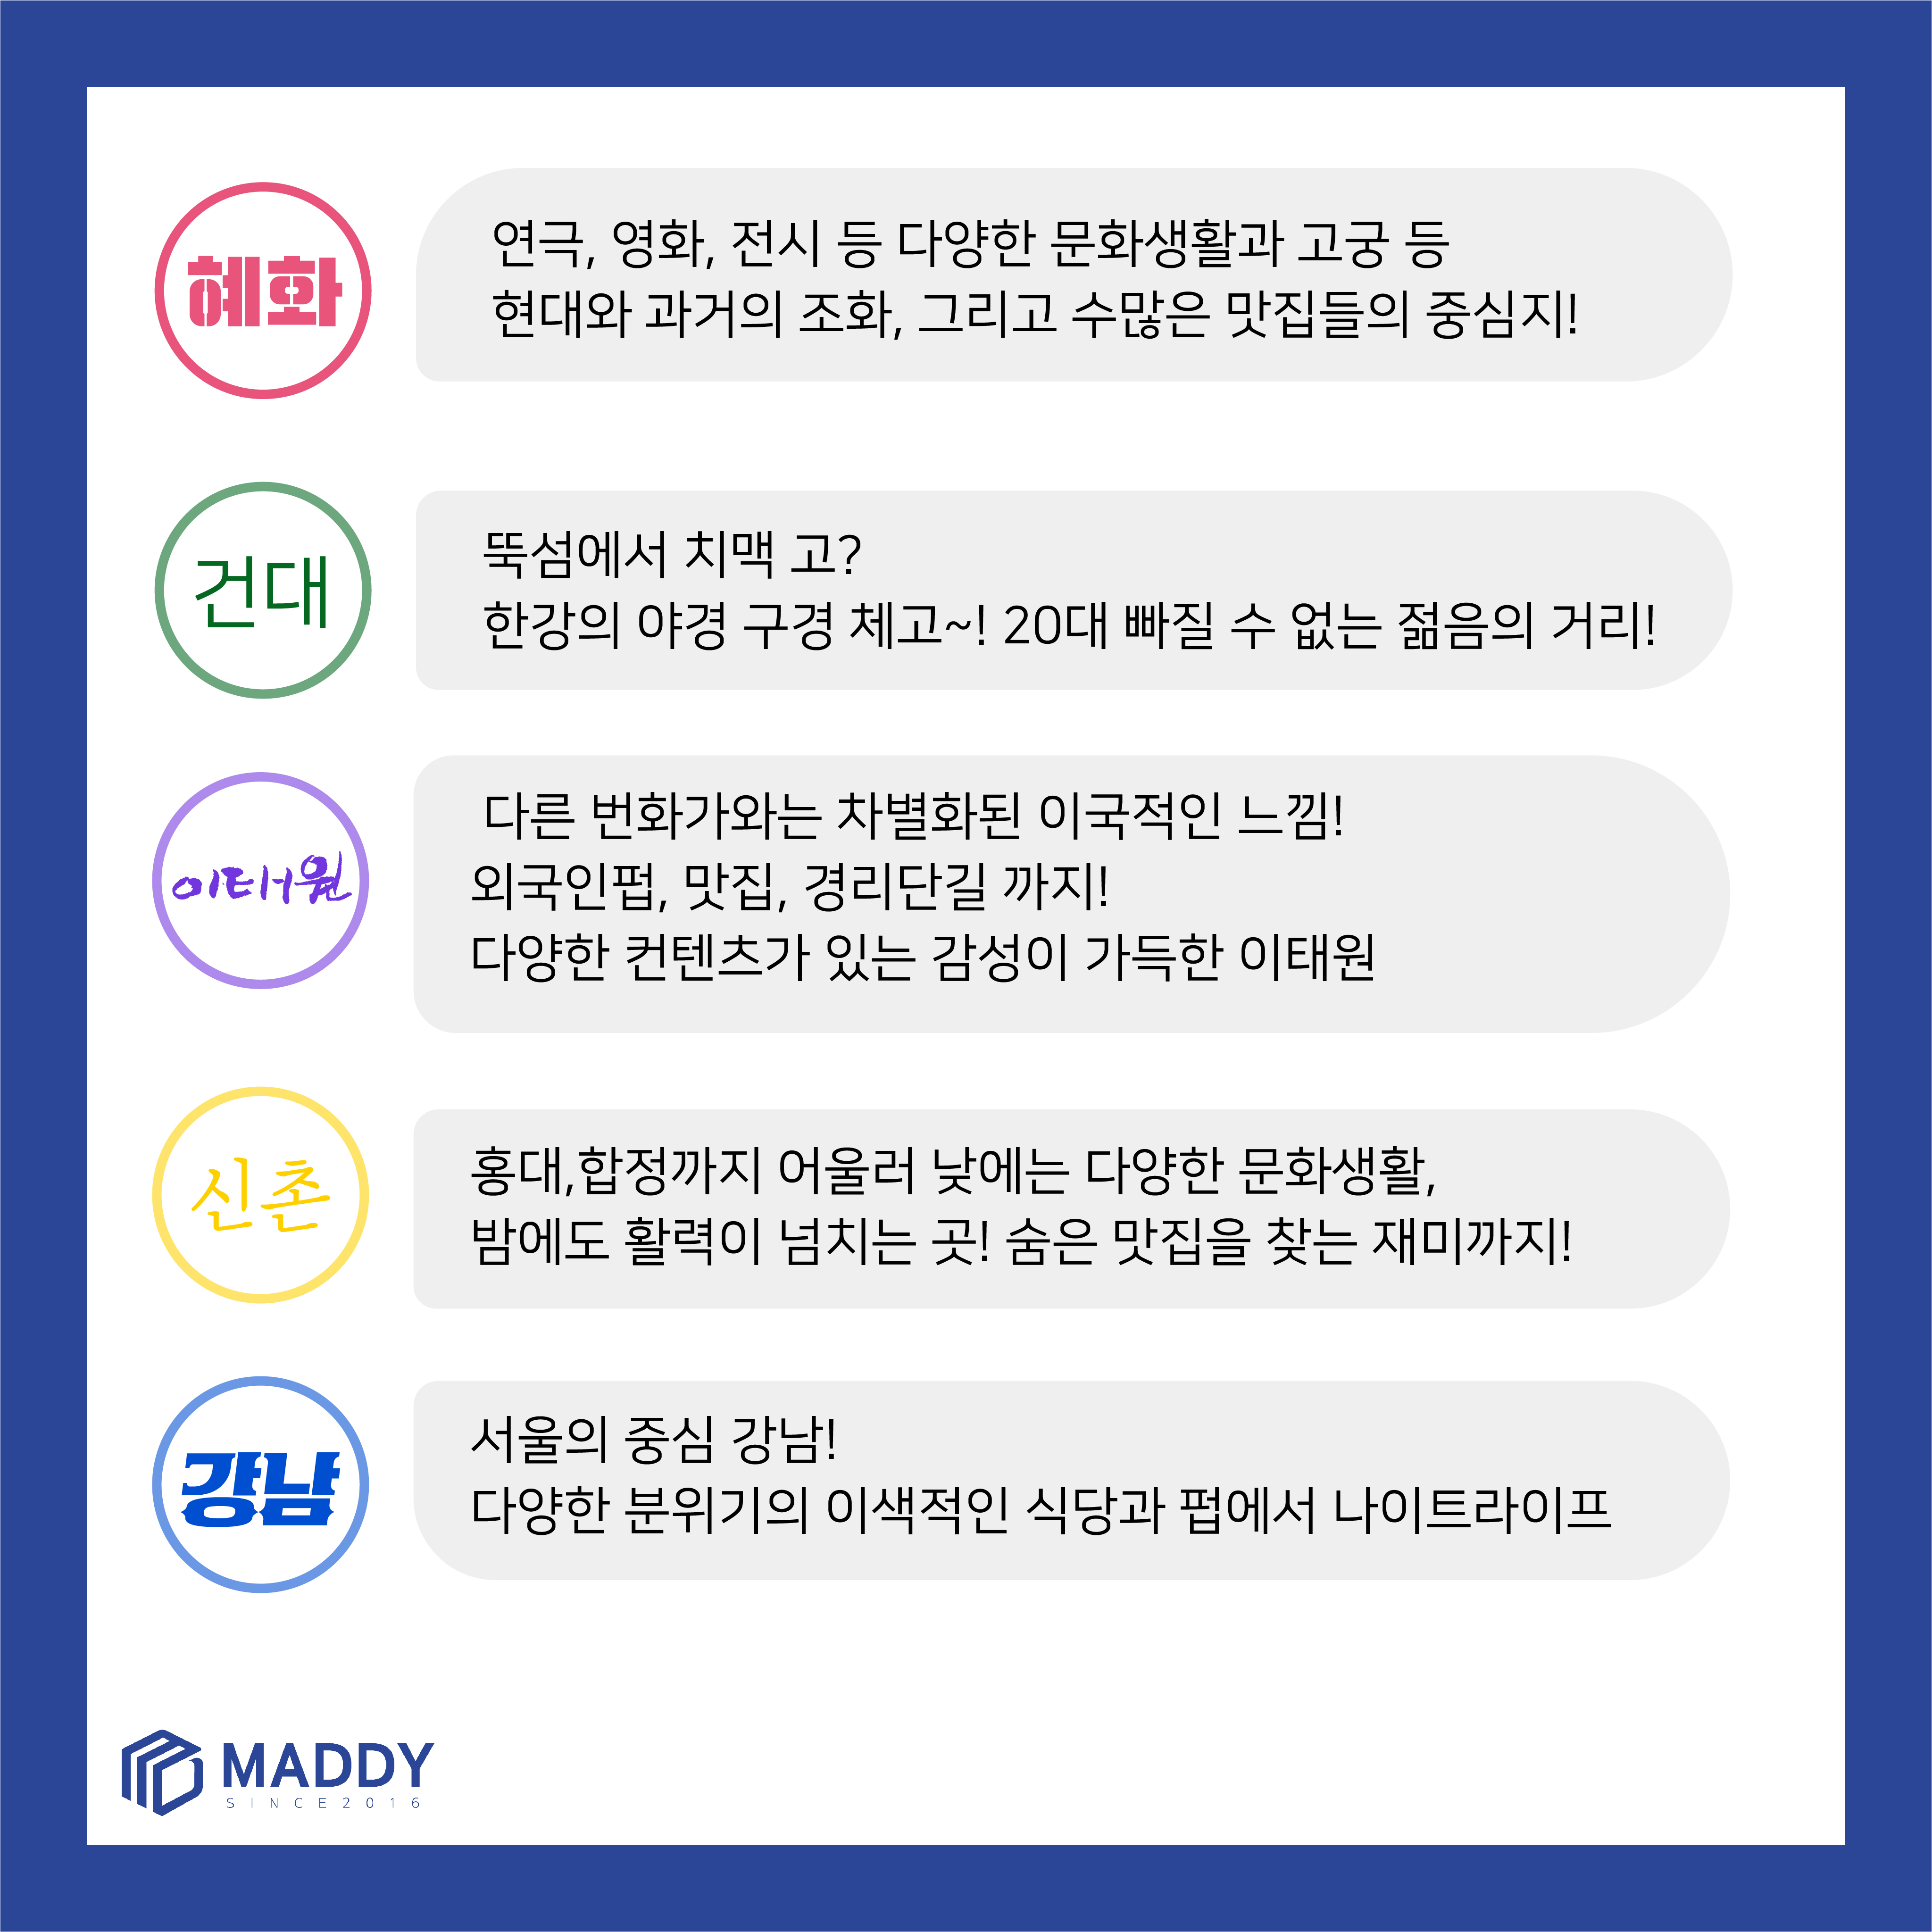 혜화
연극, 영화, 전시 등 다양한 문화생활과 고궁 등
현대와 과거의 조화, 그리고 수많은 맛집들의 중심지!
건대
뚝섬에서 치맥 고?
한강의 야경 구경 체고~! 20대 빠질 수 없는 젊음의 거리!
이태원
다른 번화가와는 차별화된 이국적인 느낌!
외국인펍, 맛집, 경리단길 까지!
다양한 컨텐츠가 있는 감성이 가득한 이태원
신촌
홍대,합정까지 어울러 낮에는 다양한 문화생활,
밤에도 활력이 넘치는 곳! 숨은 맛집을 찾는 재미까지!
강남
서울의 중심 강남!
다양한 분위기의 이색적인 식당과 펍에서 나이트라이프
MADDY
SINCE2016